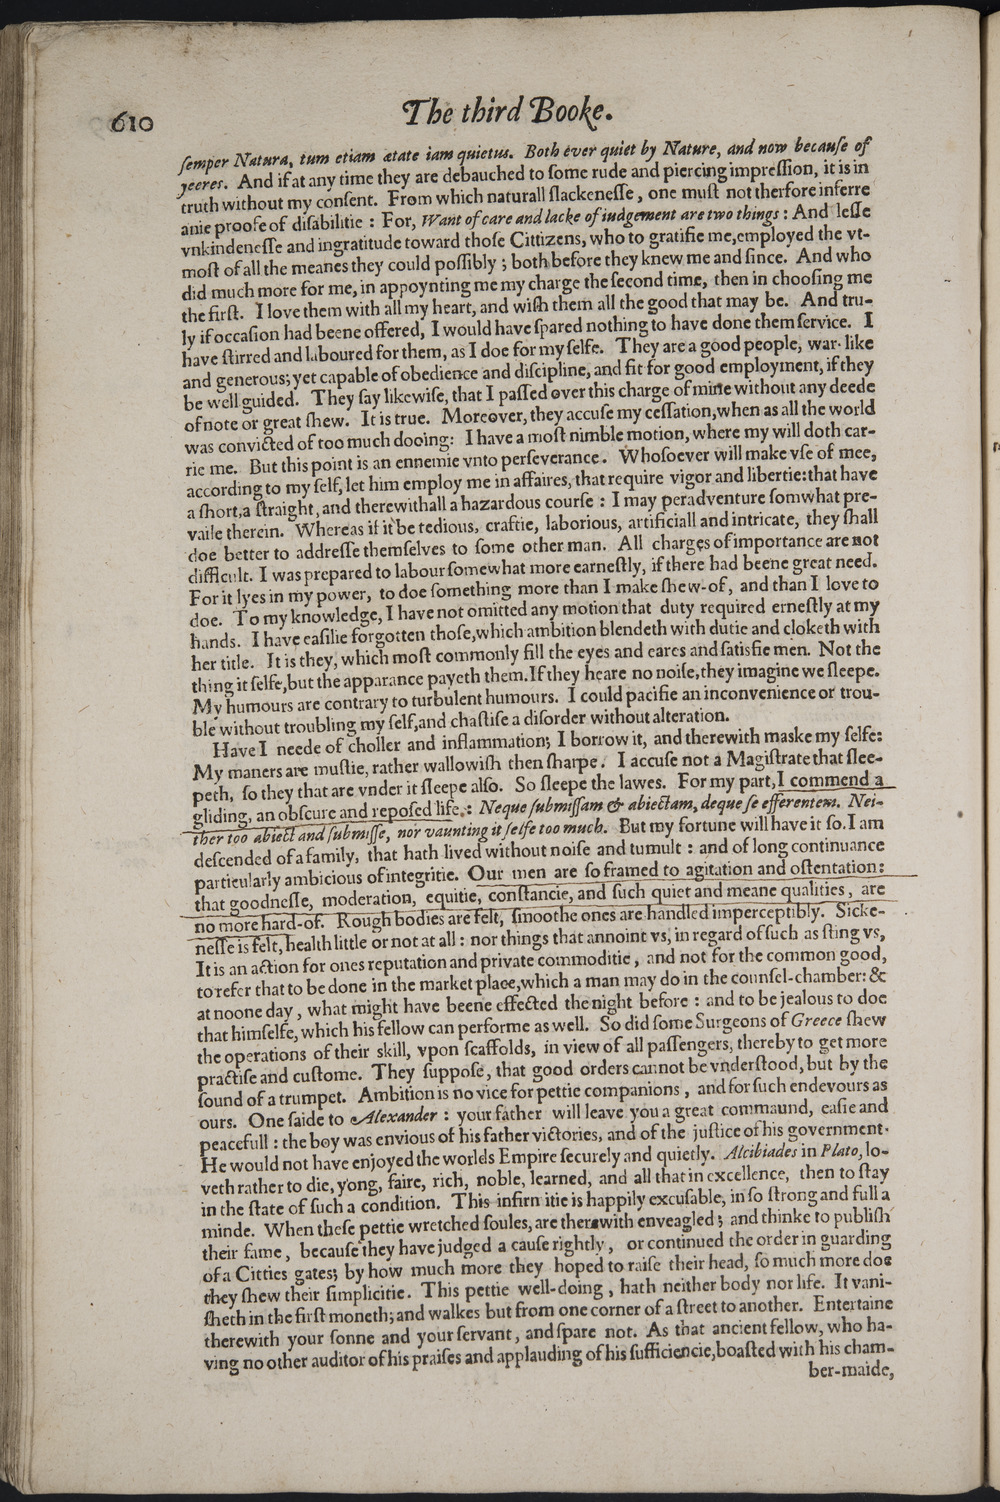 610
The third Booke.
ſemper Natura, tum etiam ætate iam quietus. Both ever quiet by Nature, and now becauſe of
yeeres. And if at any time they are debauched to ſome rude and piercing impreſſion, it is in
truth without my conſent. From which naturall ſlackeneſſe, one muſt not therfore inferre
anie proofe of diſabilitie : For, Want of care and lacke of iudgement are two things : And leſſe
vnkindeneſſe and ingratitude toward thoſe Cittizens, who to gratifie me,employed the vt-
moſt of all the meanes they could poſſibly ; both before they knew me and ſince. And who
did much more for me, in appoynting me my charge the ſecond time, then in chooſing me
the firſt. I love them with all my heart, and wiſh them all the good that may be. And tru-
ly if occaſion had beene offered, I would have ſpared nothing to have done them ſervice. I
have ſtirred and laboured for them, as I doe for my ſelfe. They are a good people, war-like
and generous; yet capable of obedience and diſcipline, and fit for good employment, if they
be well guided. They ſay likewiſe, that I paſſed over this charge of mine without any deede
of note or great ſhew. It is true. Moreover, they accuſe my ceſſation,when as all the world
was convicted of too much dooing: I have a moſt nimble motion, where my will doth car-
rie me. But this point is an ennemie vnto perſeverance. Whoſoever will make vſe of mee,
according to my ſelf, let him employ me in affaires, that require vigor and libertie:that have
a ſhort,a ſtraight, and therewithall a hazardous courſe : I may peradventure ſomwhat pre-
vaile therein. Whereas if it be tedious, craftie, laborious, artificiall and intricate, they ſhall
doe better to addreſſe themſelves to ſome other man. All charges of importance are not
difficult. I was prepared to labour ſomewhat more earneſtly, if there had beene great need.
For it lyes in my power, to doe ſomething more than I make ſhew-of, and than I love to
doe. To my knowledge, I have not omitted any motion that duty required erneſtly at my
hands. I have eaſilie forgotten thoſe,which ambition blendeth with dutie and cloketh with
her title. It is they, which moſt commonly fill the eyes and eares and ſatisfie men. Not the
thing it ſelfe,but the apparance payeth them.If they heare no noiſe,they imagine we ſleepe.
My humours are contrary to turbulent humours. I could pacifie an inconvenience or trou-
ble without troubling my ſelf,and chaſtiſe a diſorder without alteration.
Have I neede of choller and inflammation; I borrow it, and therewith maske my ſelfe:
My maners are muſtie, rather wallowiſh then ſharpe. I accuſe not a Magiſtrate that ſlee-
peth, ſo they that are vnder it ſleepe alſo. So ſleepe the lawes. For my part,I commend a
gliding, an obſcure and repoſed life.: Neque ſubmiſſam & abiectam, deque ſe efferentem. Nei-
ther too abiect and ſubmiſſe, nor vaunting it ſelfe too much. But my fortune will have it ſo.I am
deſcended of a family, that hath lived without noiſe and tumult : and of long continuance
particularly ambicious of integritie. Our men are ſo framed to agitation and oſtentation:
that goodneſſe, moderation, equitie, conſtancie, and ſuch quiet and meane qualities, are
no more hard-of. Rough bodies are felt, ſmoothe ones are handled imperceptibly. Sicke-
neſſe is felt, health little or not at all : nor things that annoint vs, in regard of ſuch as ſting vs,
It is an action for ones reputation and private commoditie, and not for the common good,
to refer that to be done in the market place,which a man may do in the counſel-chamber: &
at noone day, what might have beene effected the night before : and to be jealous to doe
that himſelfe, which his fellow can performe as well. So did ſome Surgeons of Greece ſhew
the operations of their skill, vpon ſcaffolds, in view of all paſſengers, thereby to get more
practiſe and cuſtome. They ſuppoſe, that good orders cannot be vnderſtood, but by the
ſound of a trumpet. Ambition is no vice for pettie companions, and for ſuch endevours as
ours. One ſaide to Alexander : your father will leave you a great commaund, eaſie and
peacefull : the boy was envious of his father victories, and of the juſtice of his government.
He would not have enjoyed the worlds Empire ſecurely and quietly. Alcibiades in Plato, lo-
veth rather to die, yong, faire, rich, noble, learned, and all that in excellence, then to ſtay
in the ſtate of ſuch a condition. This infirmitie is happily excuſable, in ſo ſtrong and full a
minde. When theſe pettie wretched ſoules, are therewith enveagled ; and thinke to publiſh
their fame, becauſe they have judged a cauſe rightly, or continued the order in guarding
of a Citties gates; by how much more they hoped to raiſe their head, ſo much more doe
they ſhew their ſimplicitie. This pettie well-doing, hath neither body nor life. It vani-
ſheth in the firſt moneth; and walkes but from one corner of a ſtreet to another. Entertaine
therewith your ſonne and your ſervant, and ſpare not. As that ancient fellow, who ha-
ving no other auditor of his praiſes and applauding of his ſufficiencie,boaſted with his cham-
ber-maide,